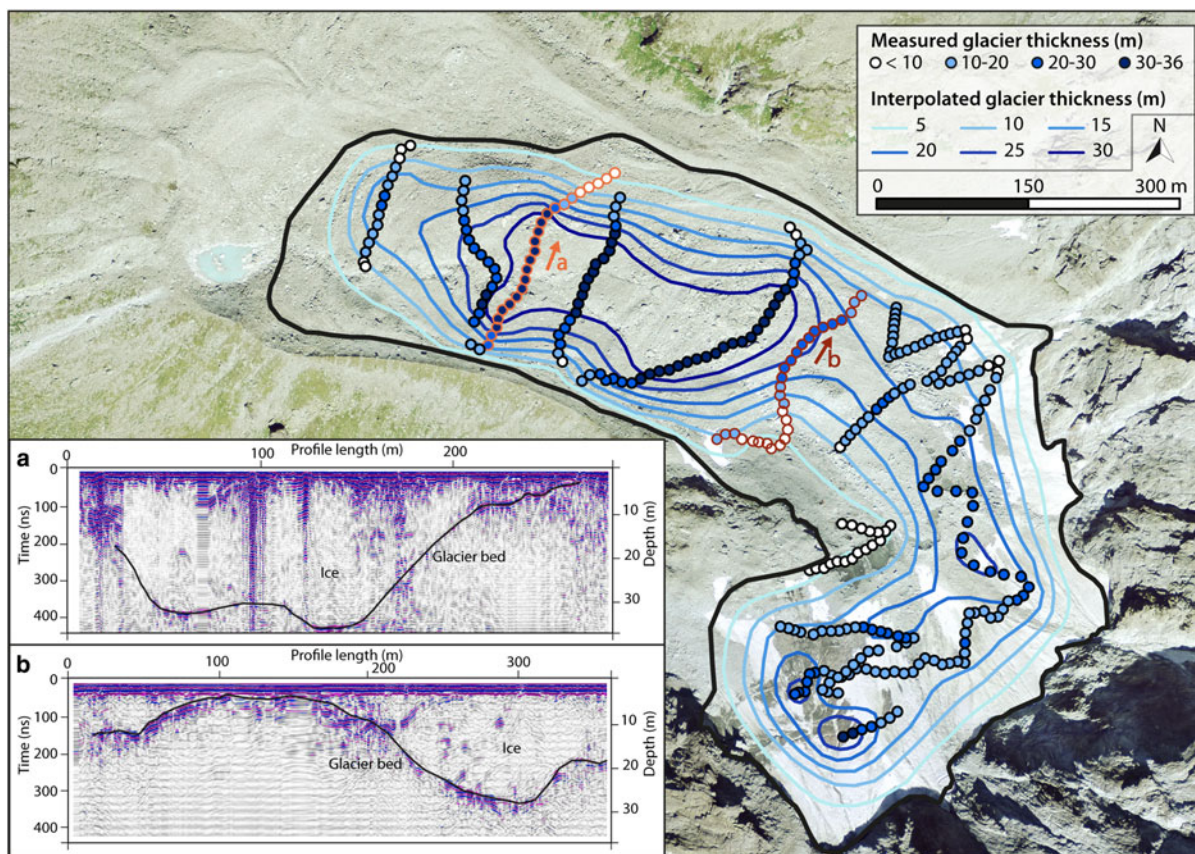 Measured glacier thickness (m)
< 10 10-20 20-30 30-36
Interpolated glacier thickness (m)
5 10 15
20 25 30
N
0 150 300 m
a
b
a
Profile length (m)
0 100 200
Time (ns)
0
100
200
300
400
Depth (m)
10
20
30
Glacier bed
Ice
b
Profile length (m)
0 100 200 300
Time (ns)
0
100
200
300
400
Depth (m)
10
20
30
Glacier bed
Ice